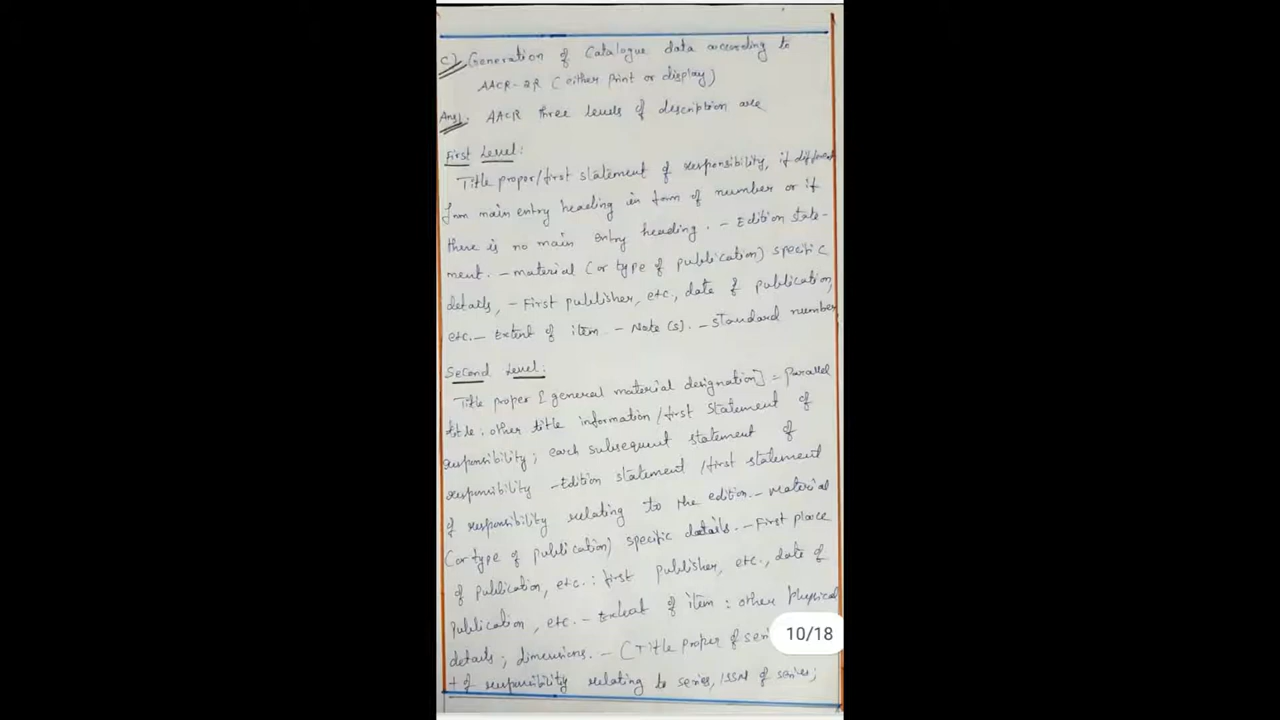 C) Generation of Catalogue data according to
AACR-2R (either print or display)
Ans:. AACR three levels of description are
First Level:
Title proper/first statement of responsibility, if different
from main entry heading in form of number or if
there is no main entry heading. - Edition state-
ment. - material (or type of publication) specific
details, - First publisher, etc., date of publication,
etc. - Extent of item - Note (s). - standard number
Second Level:
Title proper [general material designation] = parallel
title: other title information/first statement of
responsibility; each subsequent statement of
responsibility - Edition statement /first statement
of responsibility relating to the edition. - material
(or type of publication) specific details. - First place
of publication, etc.: first publisher, etc., date of
publication, etc. - Extent of item : other physical
details; dimensions. - (Title proper of seri
t of responsibility relating to series, ISSN of series;
10/18